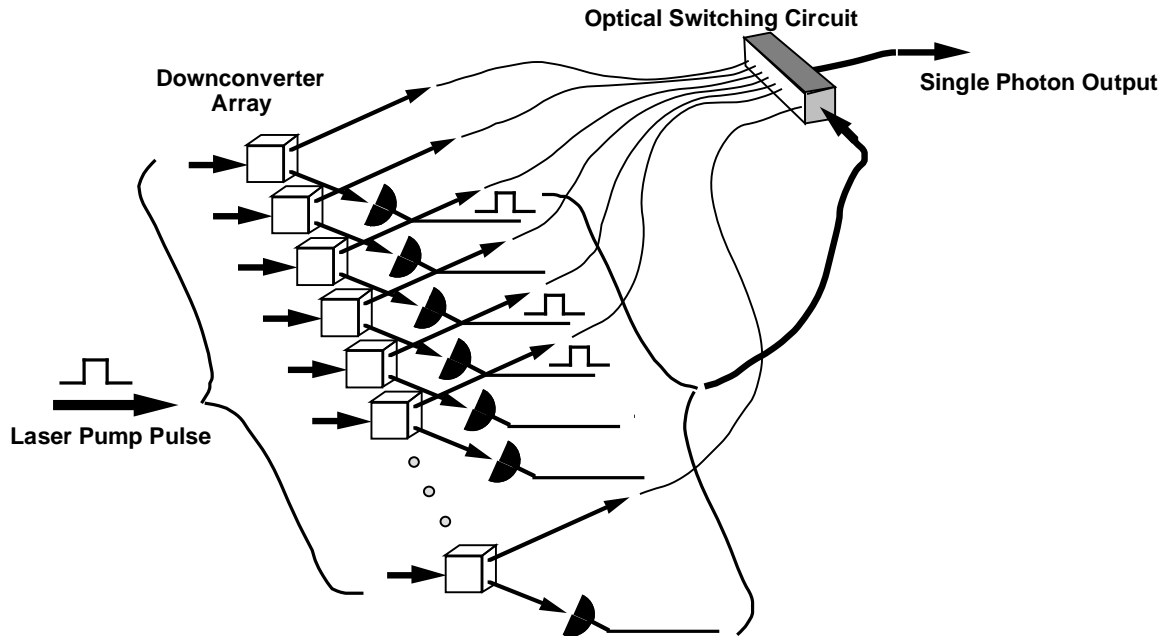 Optical Switching Circuit
Downconverter
Array
Single Photon Output
Laser Pump Pulse